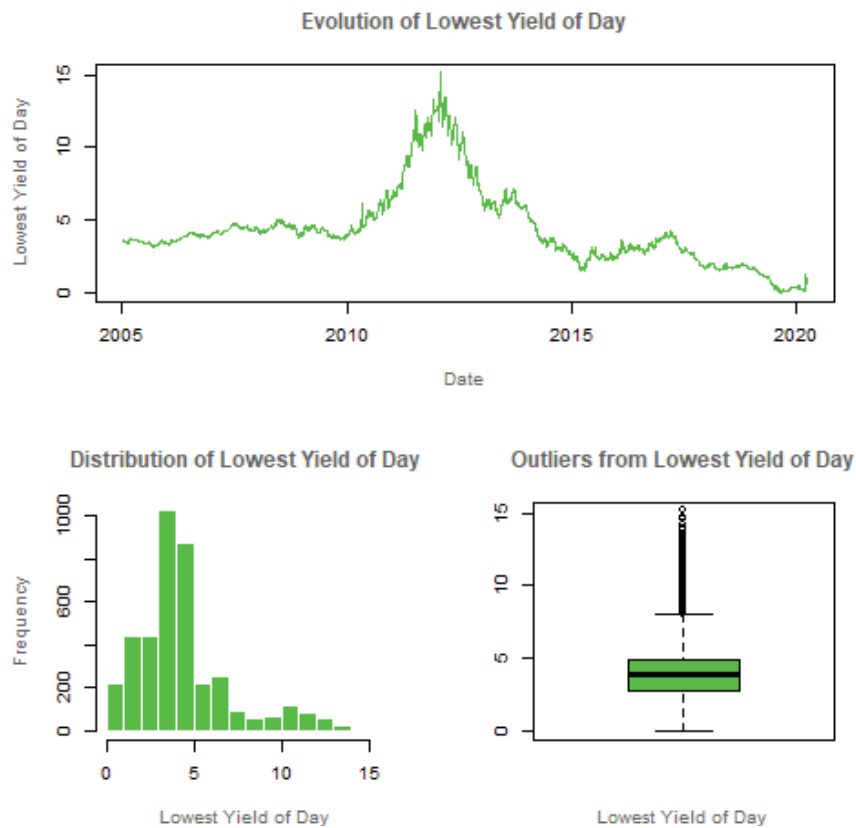 Evolution of Lowest Yield of Day
Lowest Yield of Day
15
10
5
0
2005 2010 2015 2020
Date
Distribution of Lowest Yield of Day
Frequency
1000
600
200
0
0 5 10 15
Lowest Yield of Day
Outliers from Lowest Yield of Day
15
10
5
0
Lowest Yield of Day